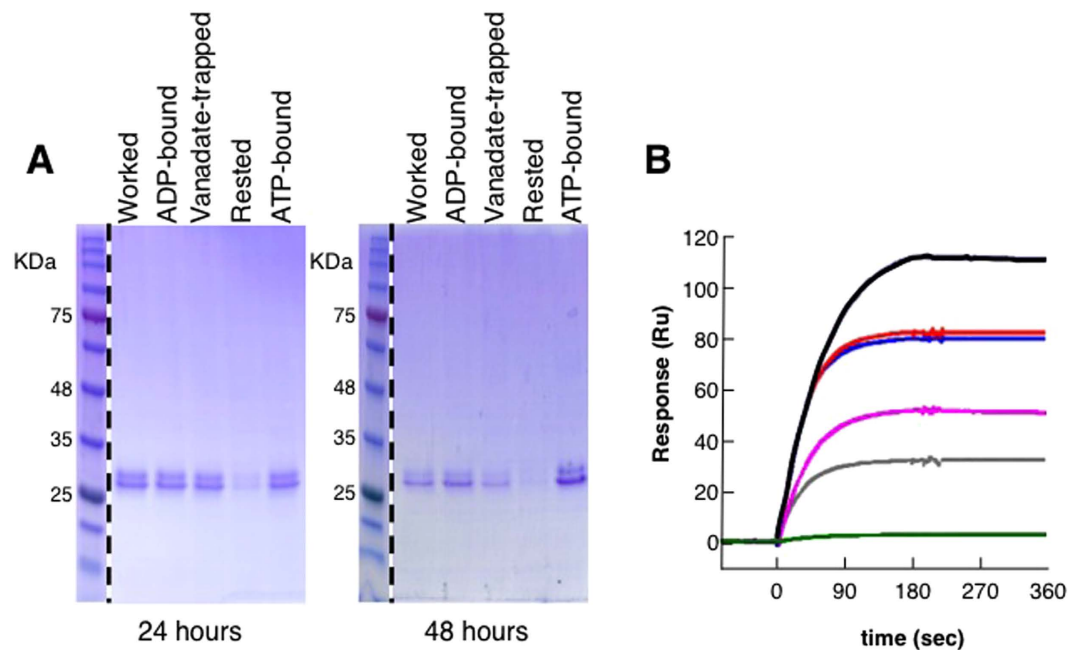 A
Worked
ADP-bound
Vanadate-trapped
Rested
ATP-bound
KDa
75
48
35
25
24 hours
Worked
ADP-bound
Vanadate-trapped
Rested
ATP-bound
KDa
75
48
35
25
48 hours
B
Response (Ru)
120
100
80
60
40
20
0
0 90 180 270 360
time (sec)